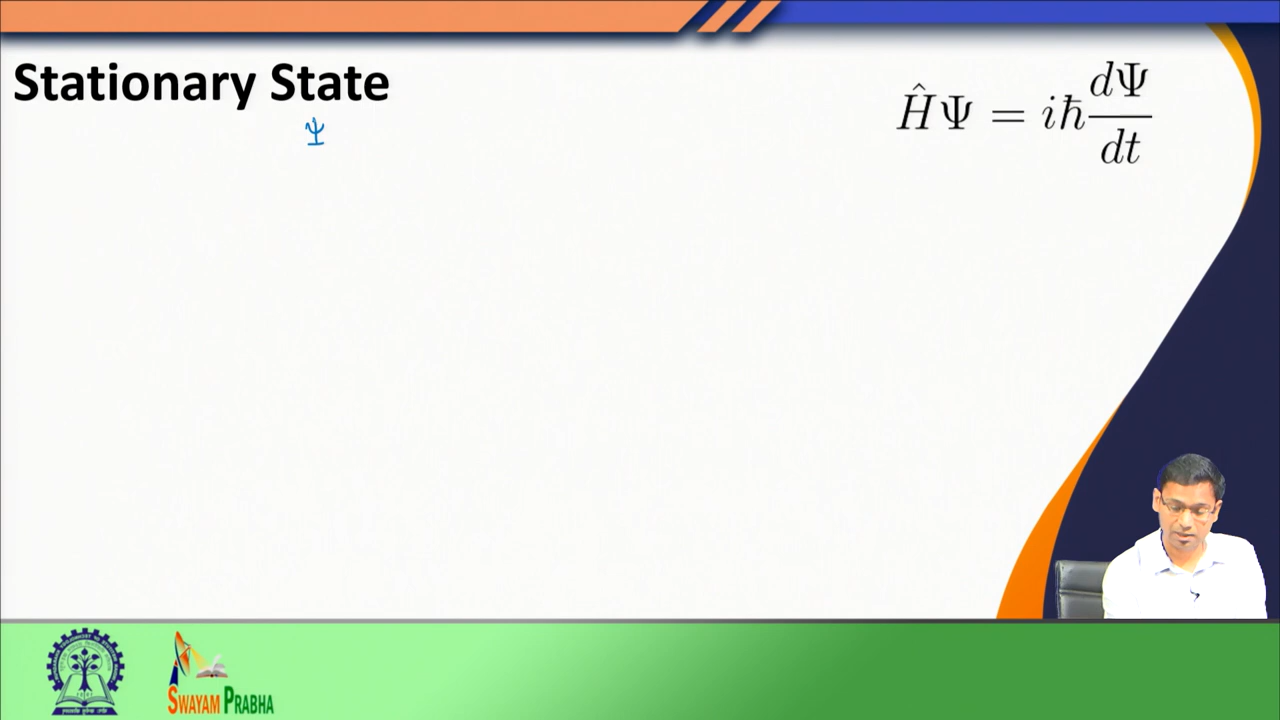 Stationary State
Ψ
ĤΨ = iħ dΨ/dt
SWAYAM PRABHA